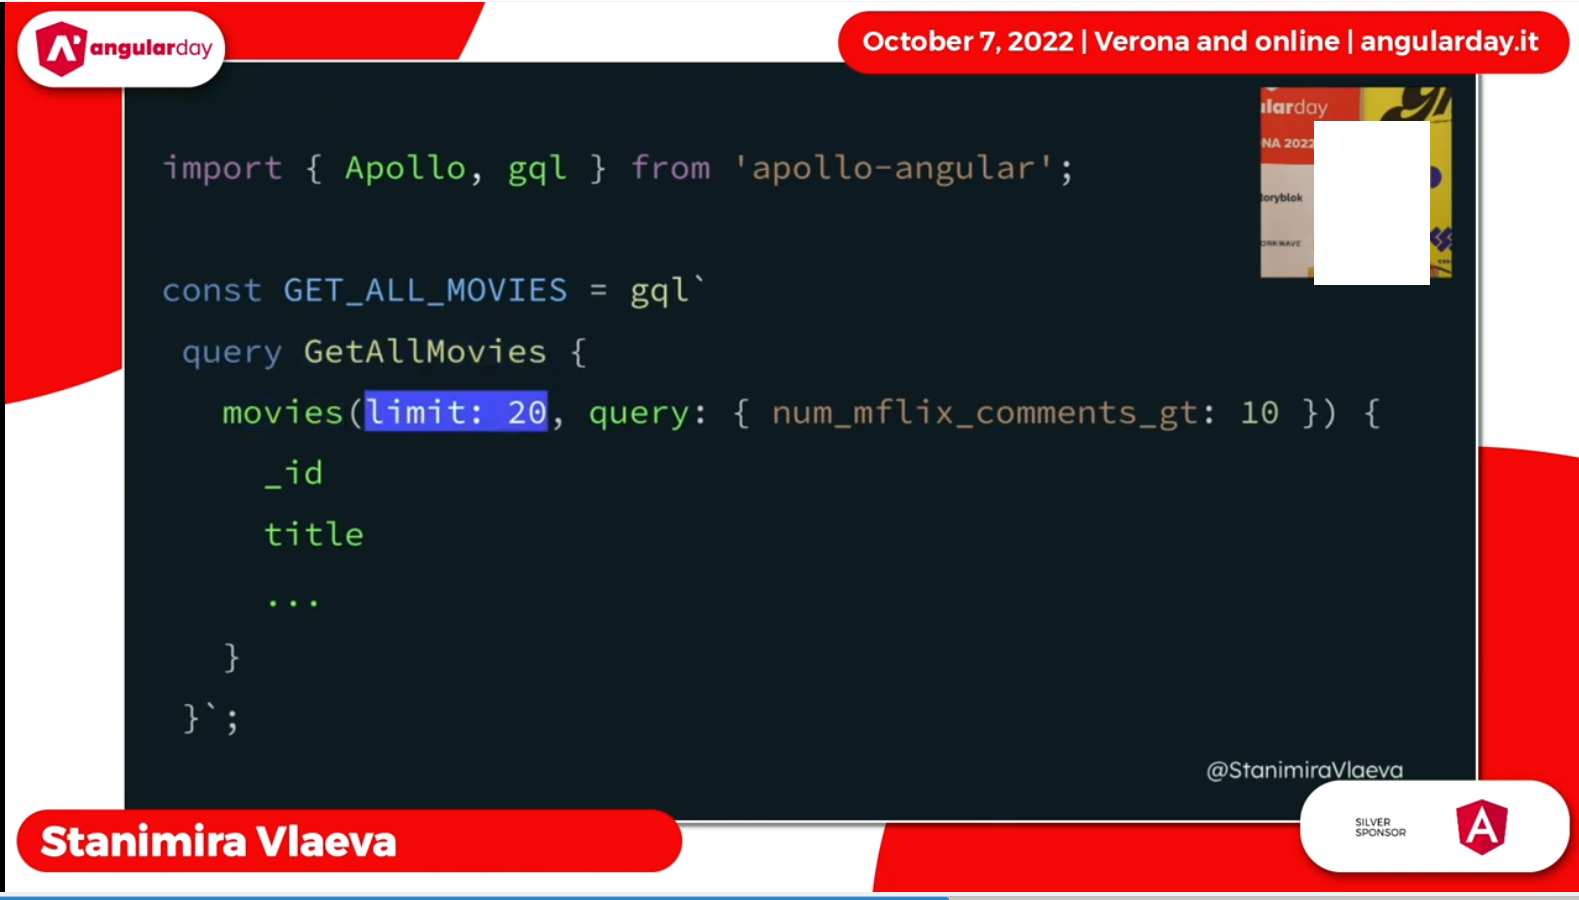 angularday
October 7, 2022 | Verona and online | angularday.it
ılarday
NA 2022
toryblok
ORKWAVE
import { Apollo, gql } from 'apollo-angular';
const GET_ALL_MOVIES = gql`
query GetAllMovies {
movies(limit: 20, query: { num_mflix_comments_gt: 10 }) {
_id
title
...
}
}`;
@StanimiraVlaeva
Stanimira Vlaeva
SILVER
SPONSOR